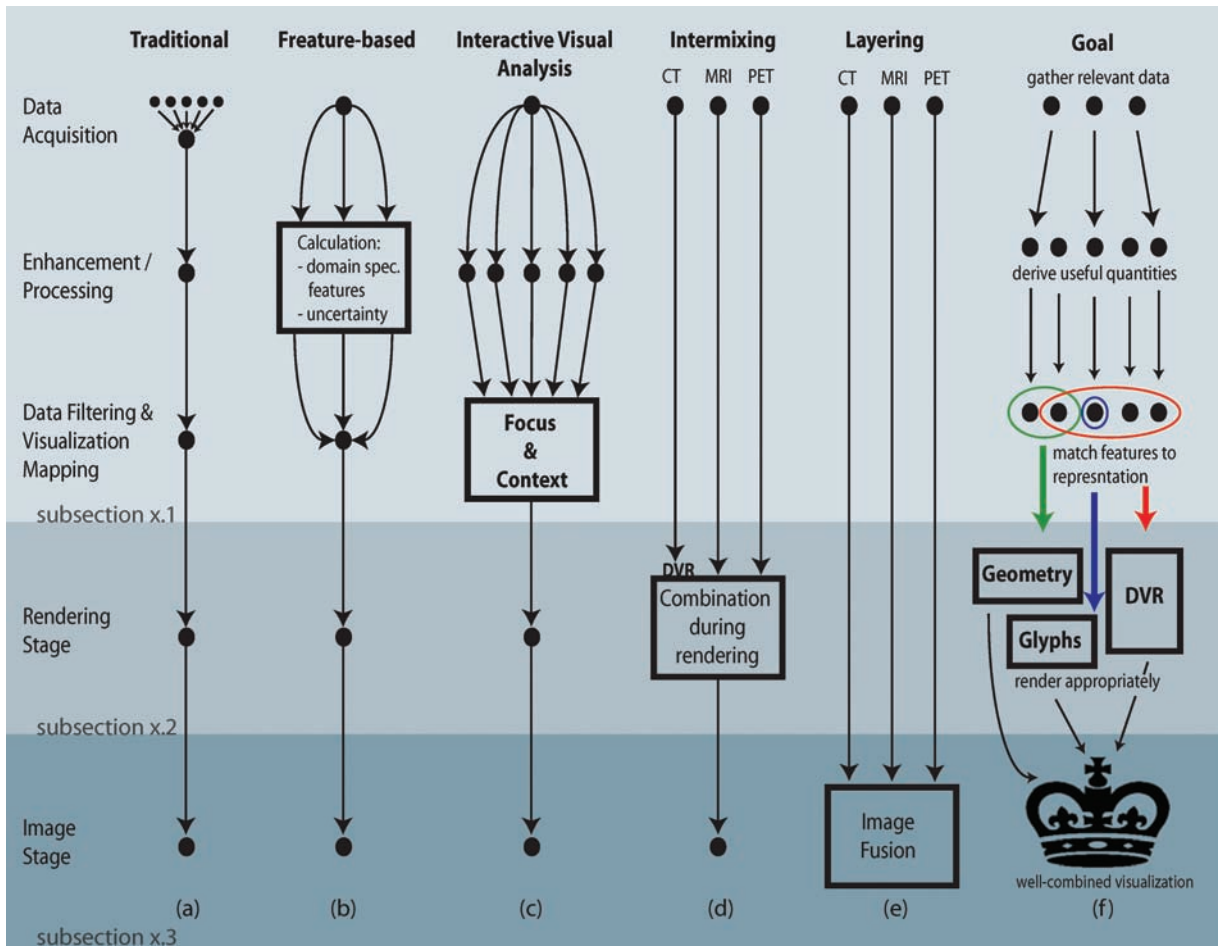 Traditional
Freature-based
Interactive Visual
Analysis
Intermixing
Layering
Goal
CT MRI PET
CT MRI PET
gather relevant data
Data
Acquisition
Enhancement /
Processing
Calculation:
- domain spec.
features
- uncertainty
derive useful quantities
Data Filtering &
Visualization
Mapping
Focus
&
Context
match features to
represntation
subsection x.1
Rendering
Stage
DVR
Combination
during
rendering
Geometry
Glyphs
DVR
render appropriately
subsection x.2
Image
Stage
Image
Fusion
well-combined visualization
(a)
(b)
(c)
(d)
(e)
(f)
subsection x.3